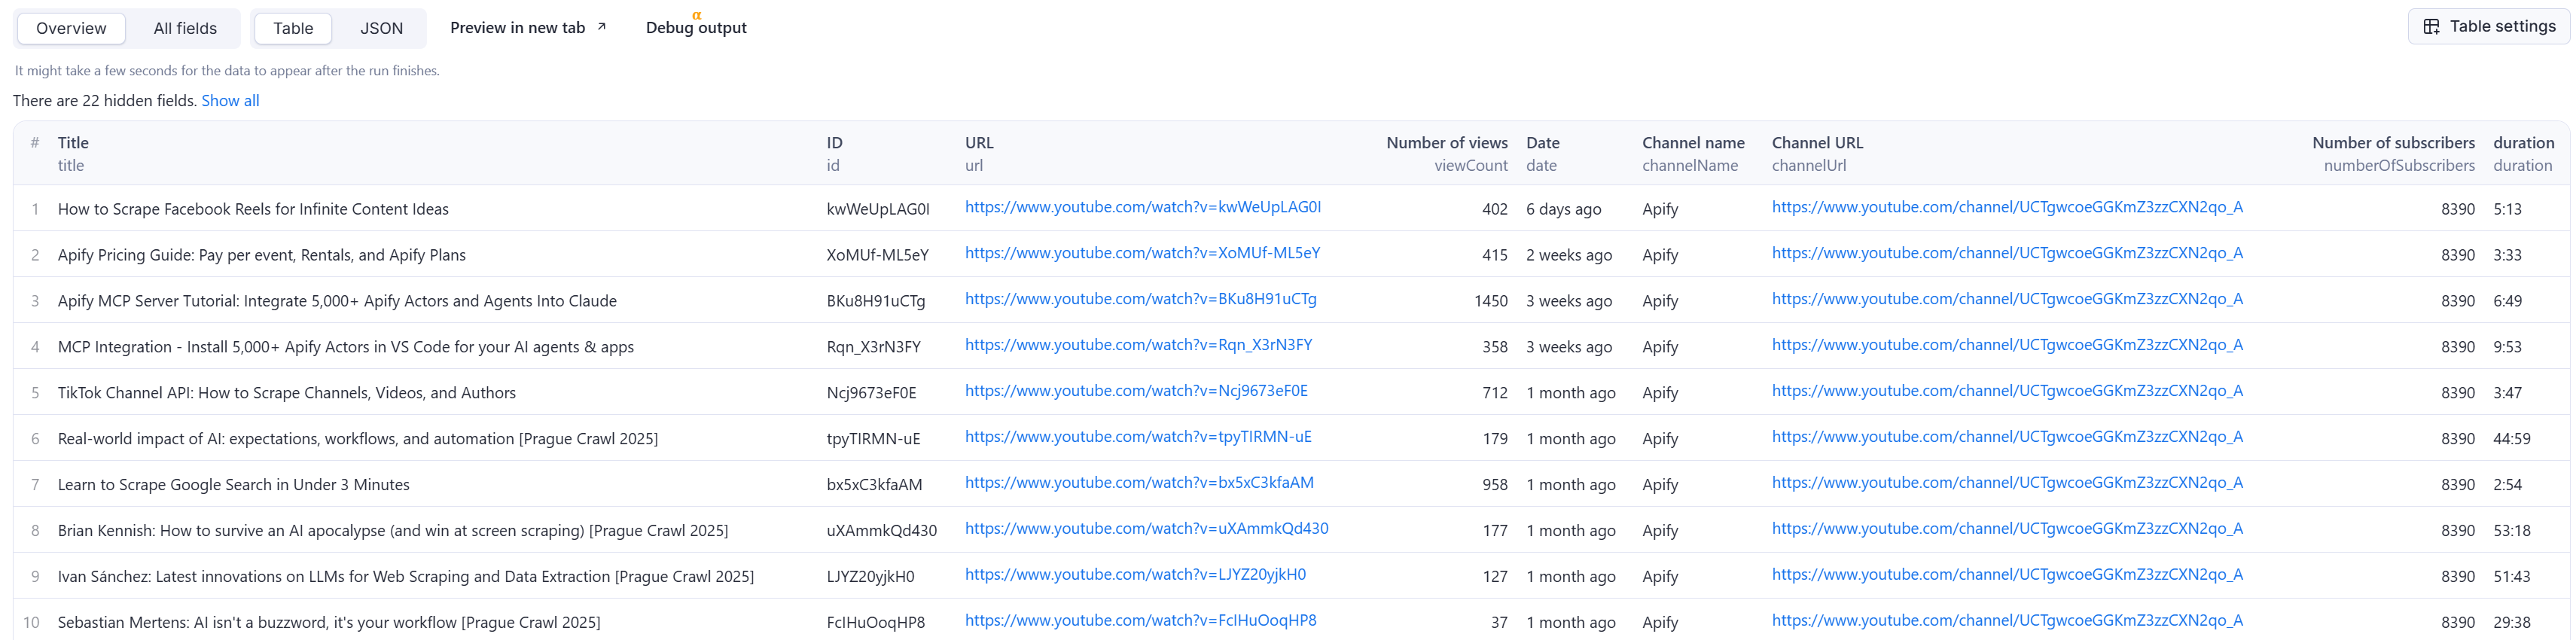 Overview All fields Table JSON Preview in new tab ↗ Debug output α Table settings
It might take a few seconds for the data to appear after the run finishes.
There are 22 hidden fields. Show all
# Title ID URL Number of views Date Channel name Channel URL Number of subscribers duration
title id url viewCount date channelName channelUrl numberOfSubscribers duration
1 How to Scrape Facebook Reels for Infinite Content Ideas kwWeUpLAG0I https://www.youtube.com/watch?v=kwWeUpLAG0I 402 6 days ago Apify https://www.youtube.com/channel/UCTgwcoeGGKmZ3zzCXN2qo_A 8390 5:13
2 Apify Pricing Guide: Pay per event, Rentals, and Apify Plans XoMUf-ML5eY https://www.youtube.com/watch?v=XoMUf-ML5eY 415 2 weeks ago Apify https://www.youtube.com/channel/UCTgwcoeGGKmZ3zzCXN2qo_A 8390 3:33
3 Apify MCP Server Tutorial: Integrate 5,000+ Apify Actors and Agents Into Claude BKu8H91uCTg https://www.youtube.com/watch?v=BKu8H91uCTg 1450 3 weeks ago Apify https://www.youtube.com/channel/UCTgwcoeGGKmZ3zzCXN2qo_A 8390 6:49
4 MCP Integration - Install 5,000+ Apify Actors in VS Code for your AI agents & apps Rqn_X3rN3FY https://www.youtube.com/watch?v=Rqn_X3rN3FY 358 3 weeks ago Apify https://www.youtube.com/channel/UCTgwcoeGGKmZ3zzCXN2qo_A 8390 9:53
5 TikTok Channel API: How to Scrape Channels, Videos, and Authors Ncj9673eF0E https://www.youtube.com/watch?v=Ncj9673eF0E 712 1 month ago Apify https://www.youtube.com/channel/UCTgwcoeGGKmZ3zzCXN2qo_A 8390 3:47
6 Real-world impact of AI: expectations, workflows, and automation [Prague Crawl 2025] tpyTIRMN-uE https://www.youtube.com/watch?v=tpyTIRMN-uE 179 1 month ago Apify https://www.youtube.com/channel/UCTgwcoeGGKmZ3zzCXN2qo_A 8390 44:59
7 Learn to Scrape Google Search in Under 3 Minutes bx5xC3kfaAM https://www.youtube.com/watch?v=bx5xC3kfaAM 958 1 month ago Apify https://www.youtube.com/channel/UCTgwcoeGGKmZ3zzCXN2qo_A 8390 2:54
8 Brian Kennish: How to survive an AI apocalypse (and win at screen scraping) [Prague Crawl 2025] uXAmmkQd430 https://www.youtube.com/watch?v=uXAmmkQd430 177 1 month ago Apify https://www.youtube.com/channel/UCTgwcoeGGKmZ3zzCXN2qo_A 8390 53:18
9 Ivan Sánchez: Latest innovations on LLMs for Web Scraping and Data Extraction [Prague Crawl 2025] LJYZ20yjkH0 https://www.youtube.com/watch?v=LJYZ20yjkH0 127 1 month ago Apify https://www.youtube.com/channel/UCTgwcoeGGKmZ3zzCXN2qo_A 8390 51:43
10 Sebastian Mertens: AI isn't a buzzword, it's your workflow [Prague Crawl 2025] FcIHuOoqHP8 https://www.youtube.com/watch?v=FcIHuOoqHP8 37 1 month ago Apify https://www.youtube.com/channel/UCTgwcoeGGKmZ3zzCXN2qo_A 8390 29:38